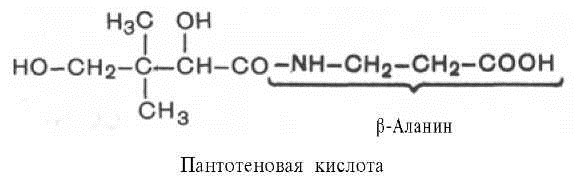 H₃C OH
HO–CH₂–C–CH–CO–NH–CH₂–CH₂–COOH
CH₃
β-Аланин
Пантотеновая кислота